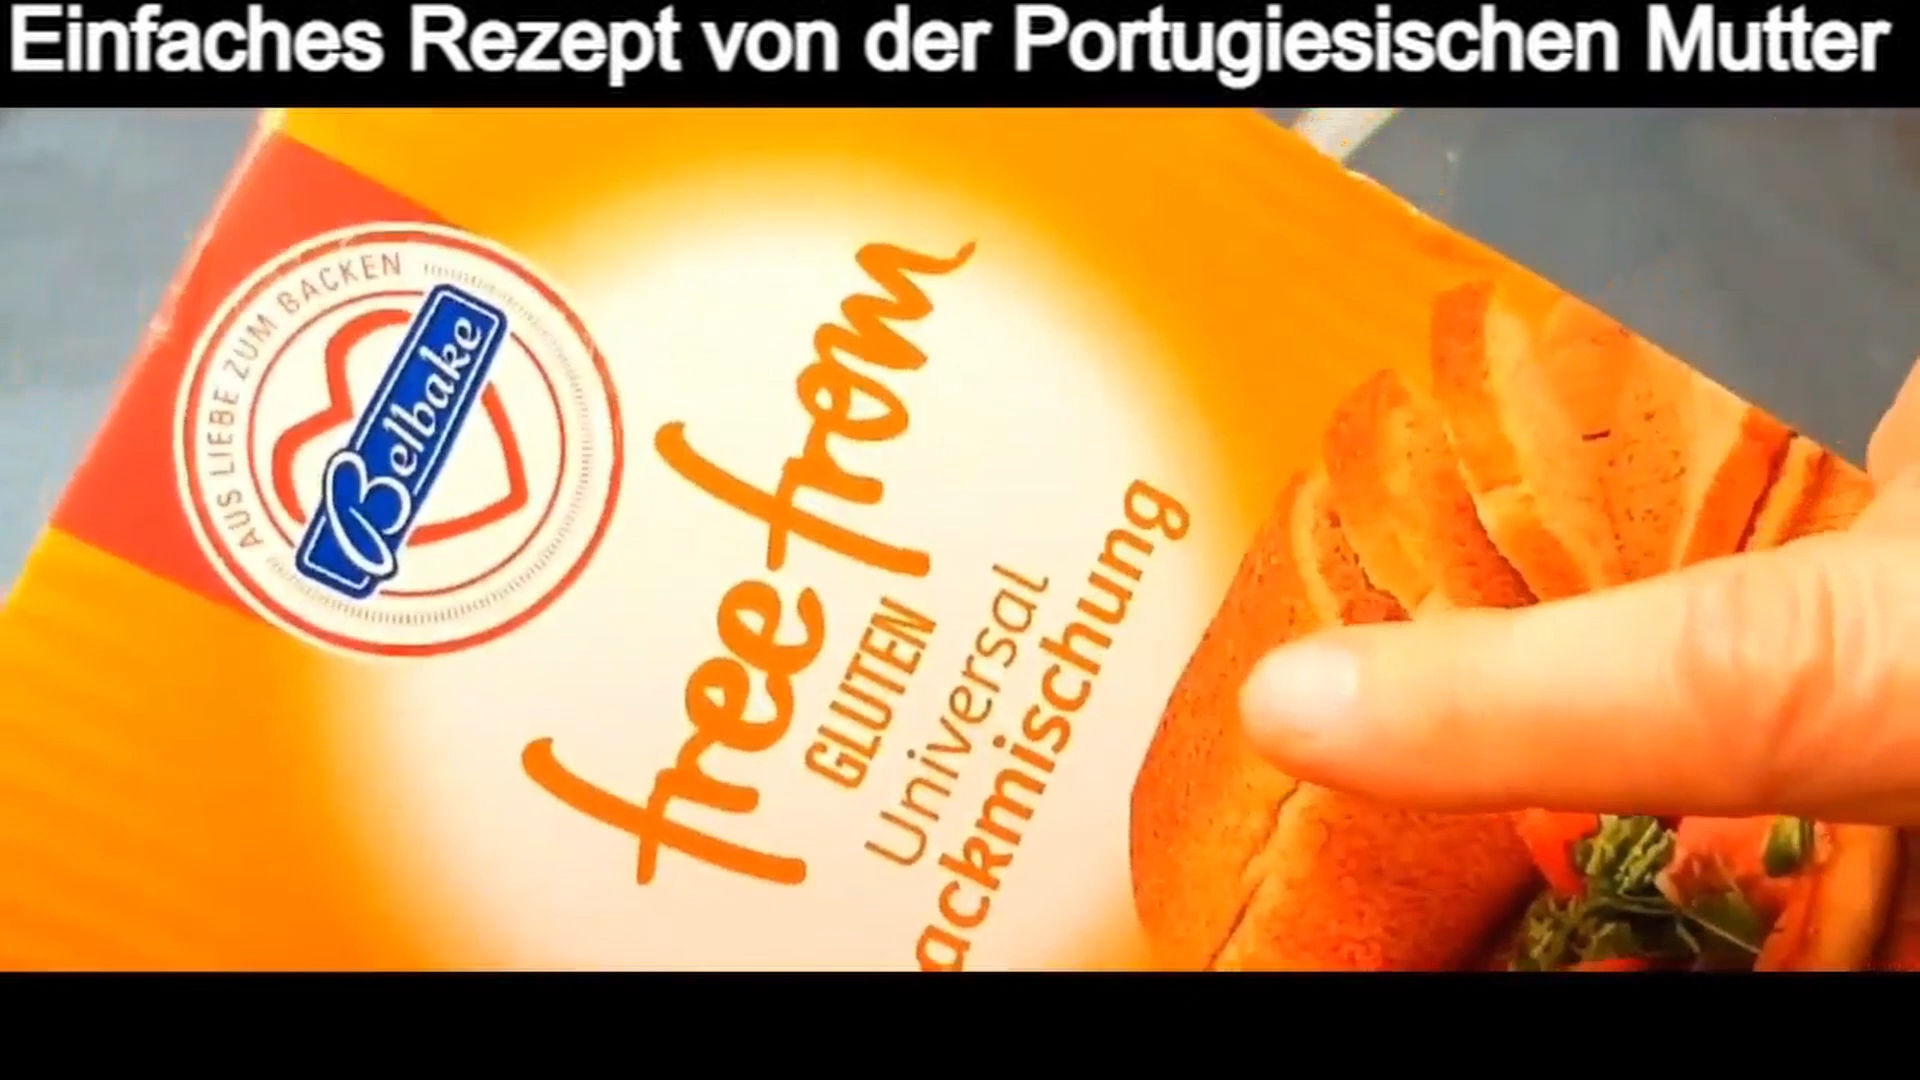 Einfaches Rezept von der Portugiesischen Mutter
AUS LIEBE ZUM BACKEN
Belbake
free from
GLUTEN
Universal
ackmischung